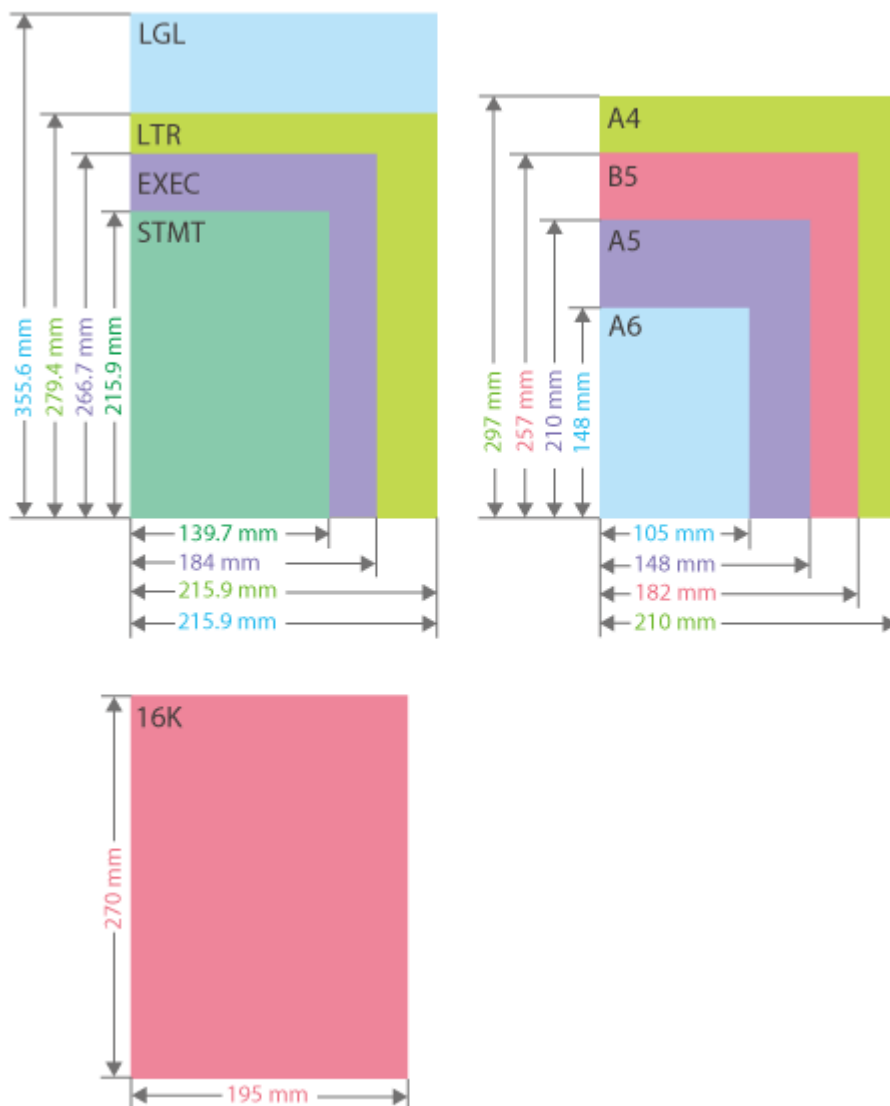 LGL
LTR
EXEC
STMT
355.6 mm
279.4 mm
266.7 mm
215.9 mm
139.7 mm
184 mm
215.9 mm
215.9 mm
A4
B5
A5
A6
297 mm
257 mm
210 mm
148 mm
105 mm
148 mm
182 mm
210 mm
16K
270 mm
195 mm